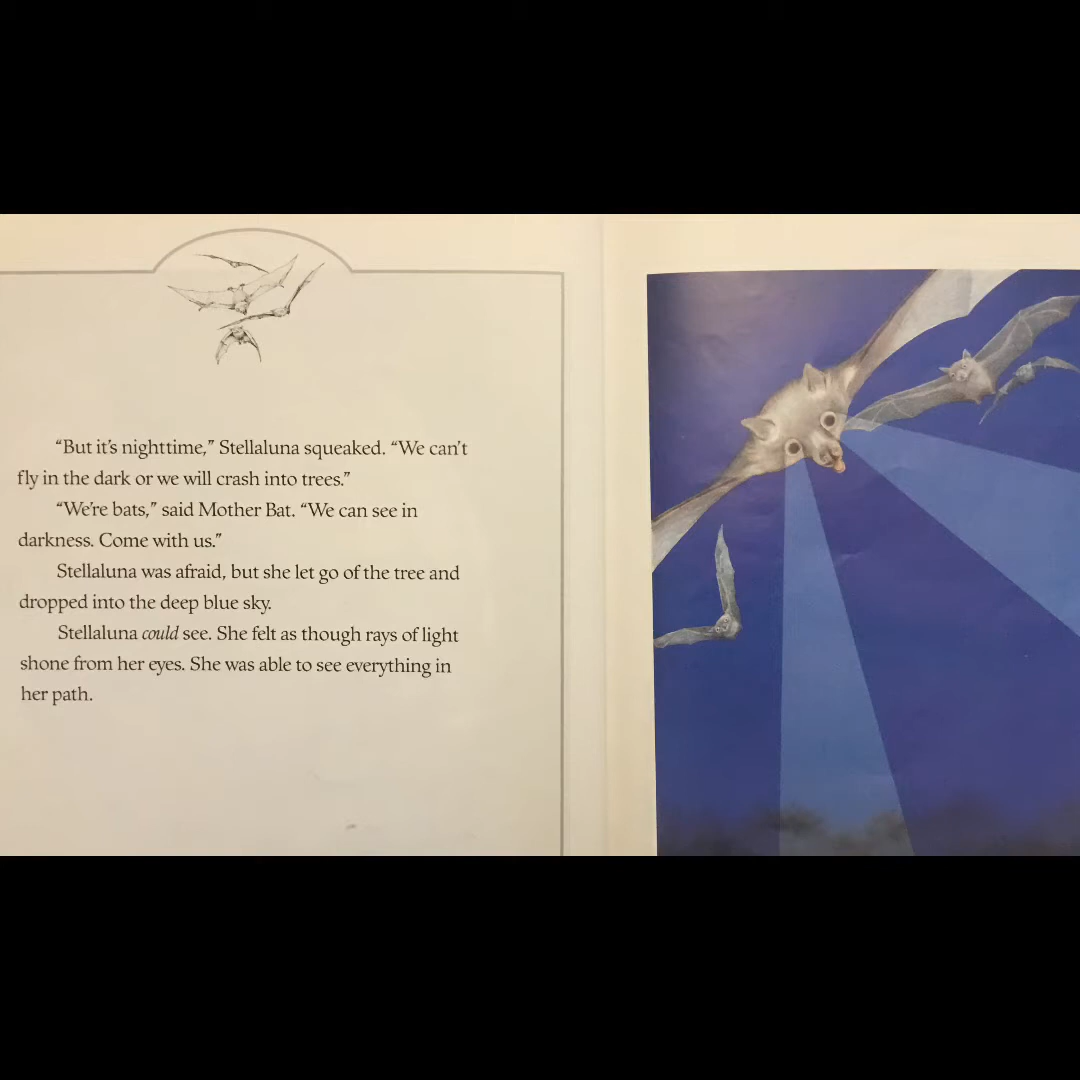 “But it’s nighttime,” Stellaluna squeaked. “We can’t
fly in the dark or we will crash into trees.”
“We’re bats,” said Mother Bat. “We can see in
darkness. Come with us.”
Stellaluna was afraid, but she let go of the tree and
dropped into the deep blue sky.
Stellaluna could see. She felt as though rays of light
shone from her eyes. She was able to see everything in
her path.